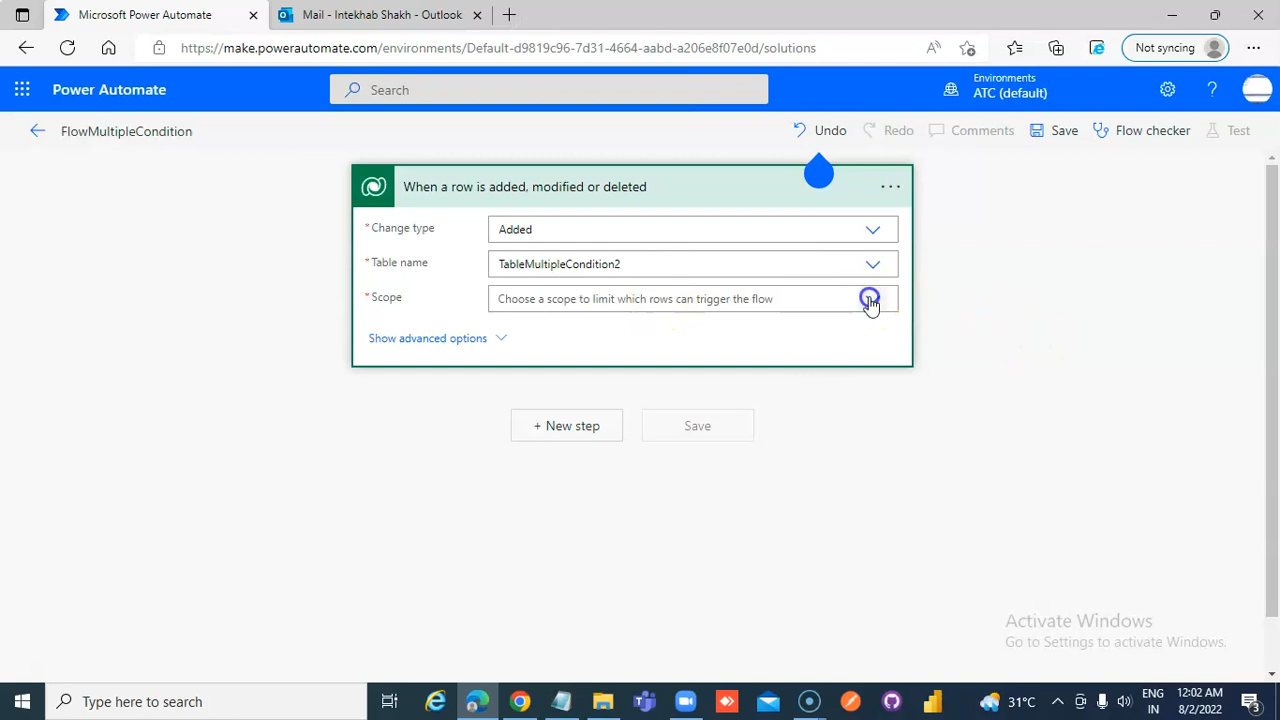 Microsoft Power Automate
Mail - Intekhab Shakh - Outlook
https://make.powerautomate.com/environments/Default-d9819c96-7d31-4664-aabd-a206e8f07e0d/solutions
Not syncing
Power Automate
Search
Environments
ATC (default)
FlowMultipleCondition
Undo
Redo
Comments
Save
Flow checker
Test
When a row is added, modified or deleted
* Change type
Added
* Table name
TableMultipleCondition2
* Scope
Choose a scope to limit which rows can trigger the flow
Show advanced options
+ New step
Save
Activate Windows
Go to Settings to activate Windows.
Type here to search
31°C
ENG
IN
12:02 AM
8/2/2022
3